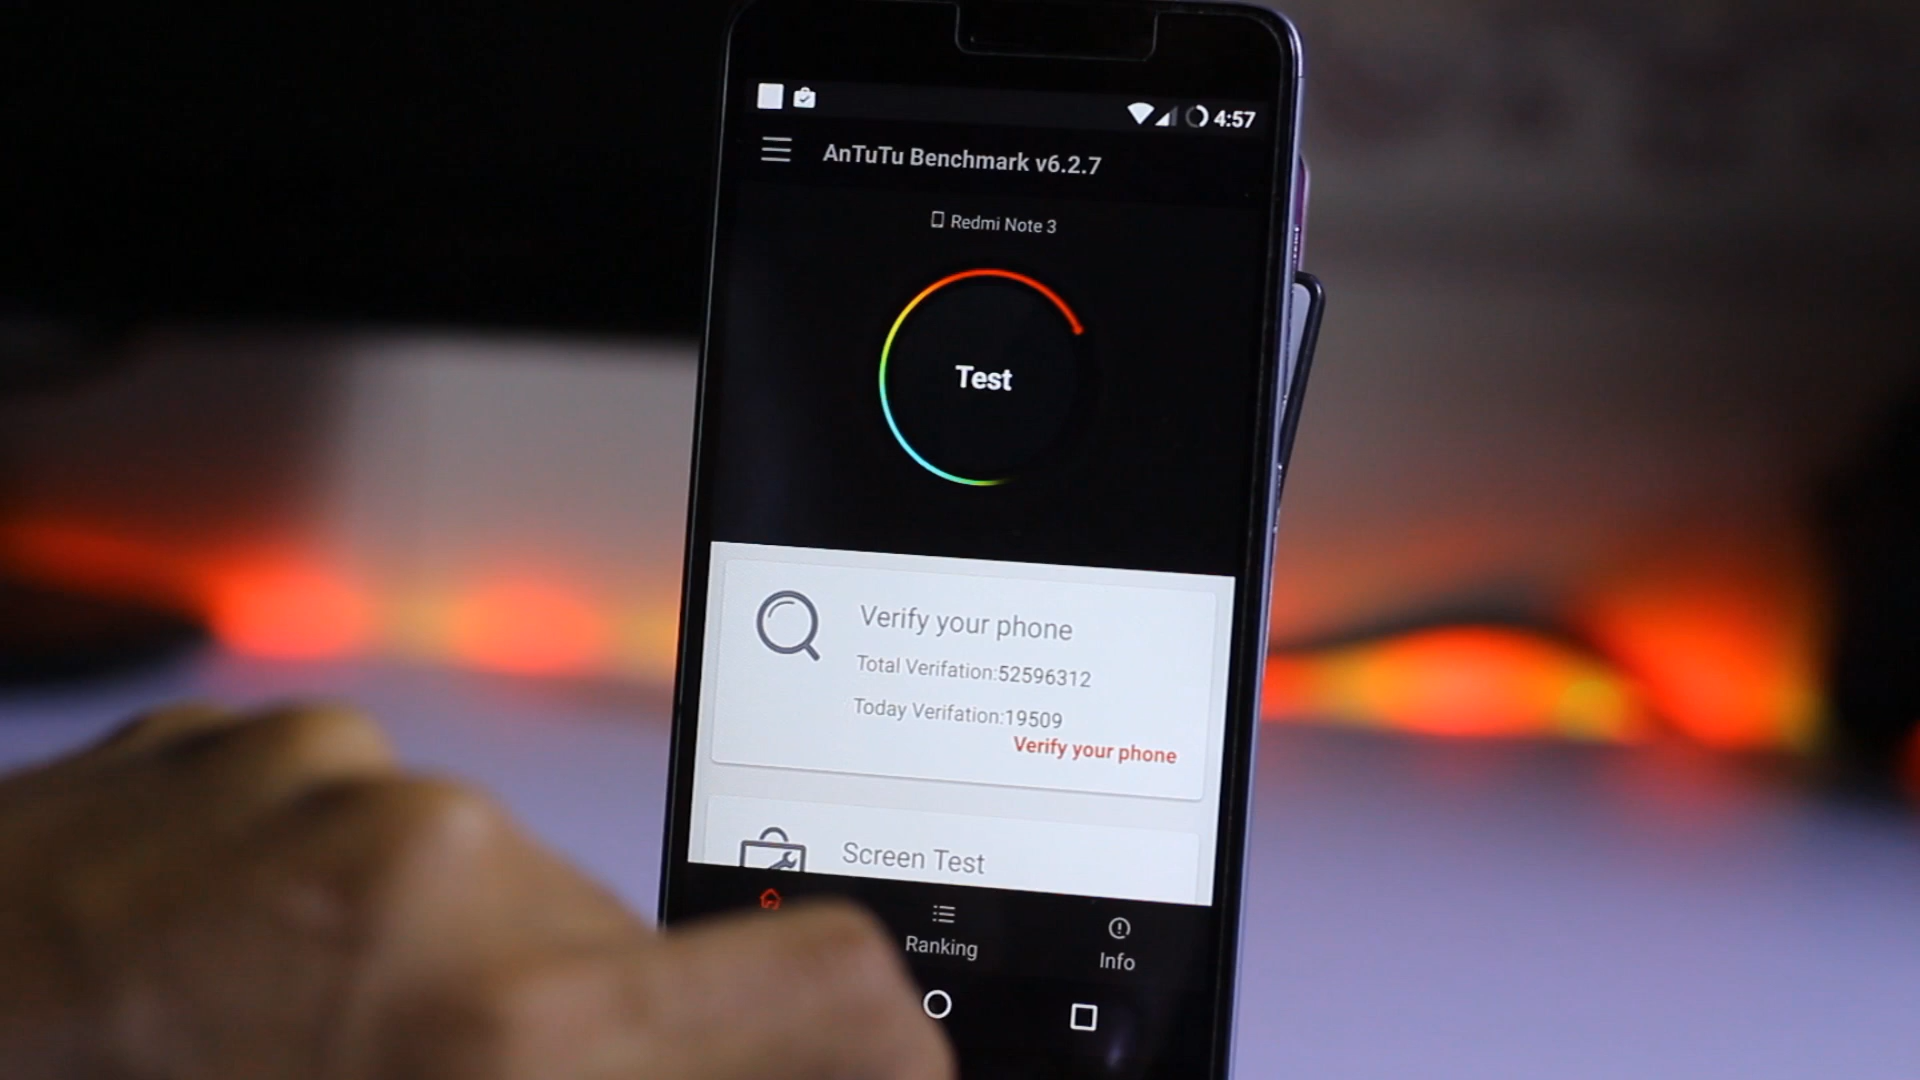 4:57
AnTuTu Benchmark v6.2.7
Redmi Note 3
Test
Verify your phone
Total Verifation:52596312
Today Verifation:19509
Verify your phone
Screen Test
Ranking
Info